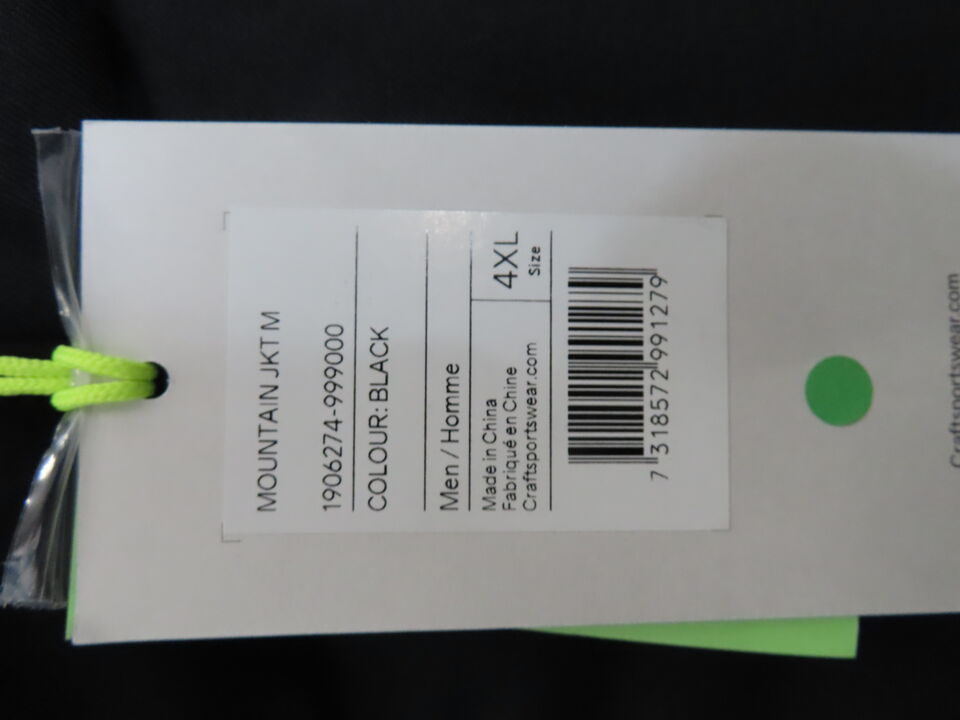 MOUNTAIN JKT M
1906274-999000
COLOUR: BLACK
Men / Homme
Made in China
Fabriqué en Chine
Craftsportswear.com
4XL
Size
7 318572 991279
Craftsportswear.com